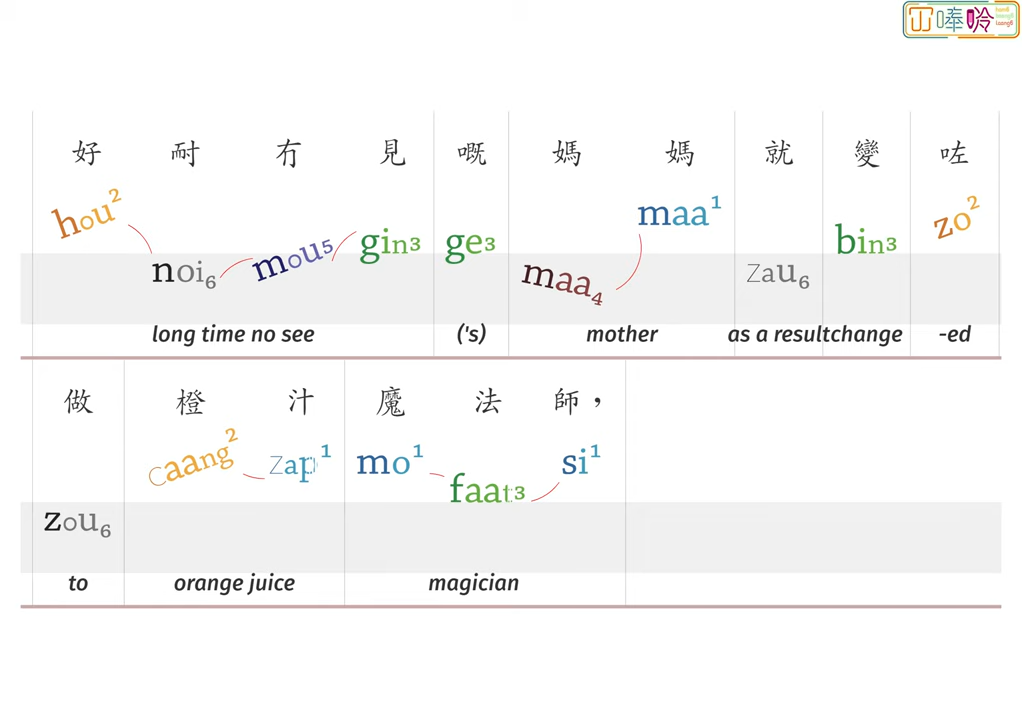 好 耐 冇 見 嘅 媽 媽 就 變 咗
hou2 noi6 mou5 gin3 ge3 maa4 maa1 zau6 bin3 zo2
long time no see ('s) mother as a result change -ed
做 橙 汁 魔 法 師，
zou6 caang2 zap1 mo1 faat3 si1
to orange juice magician